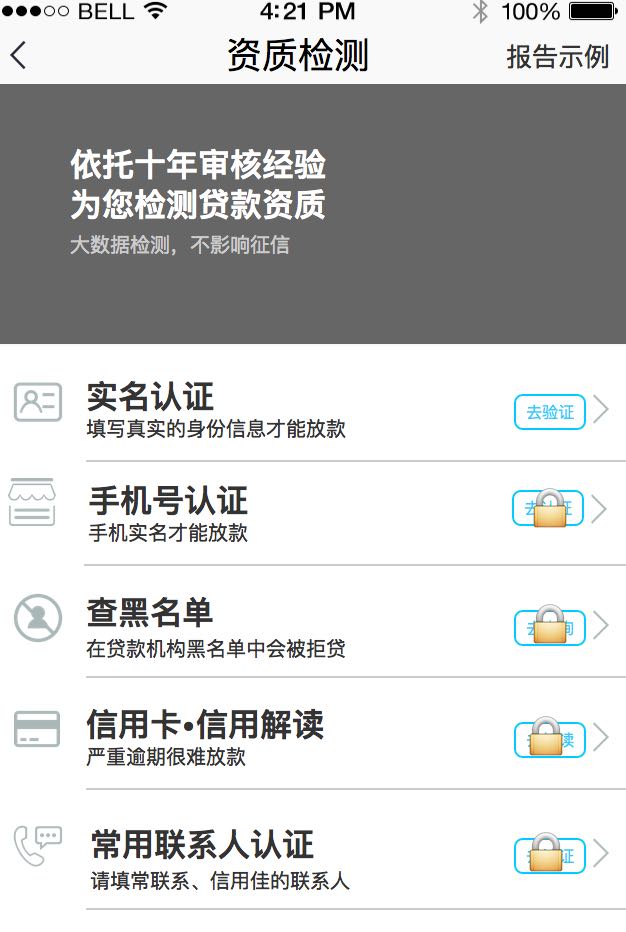 BELL 4:21 PM 100%
资质检测 报告示例
依托十年审核经验
为您检测贷款资质
大数据检测，不影响征信
实名认证
填写真实的身份信息才能放款
去验证
手机号认证
手机实名才能放款
去 证
查黑名单
在贷款机构黑名单中会被拒贷
去 询
信用卡•信用解读
严重逾期很难放款
读
常用联系人认证
请填常联系、信用佳的联系人
去 证